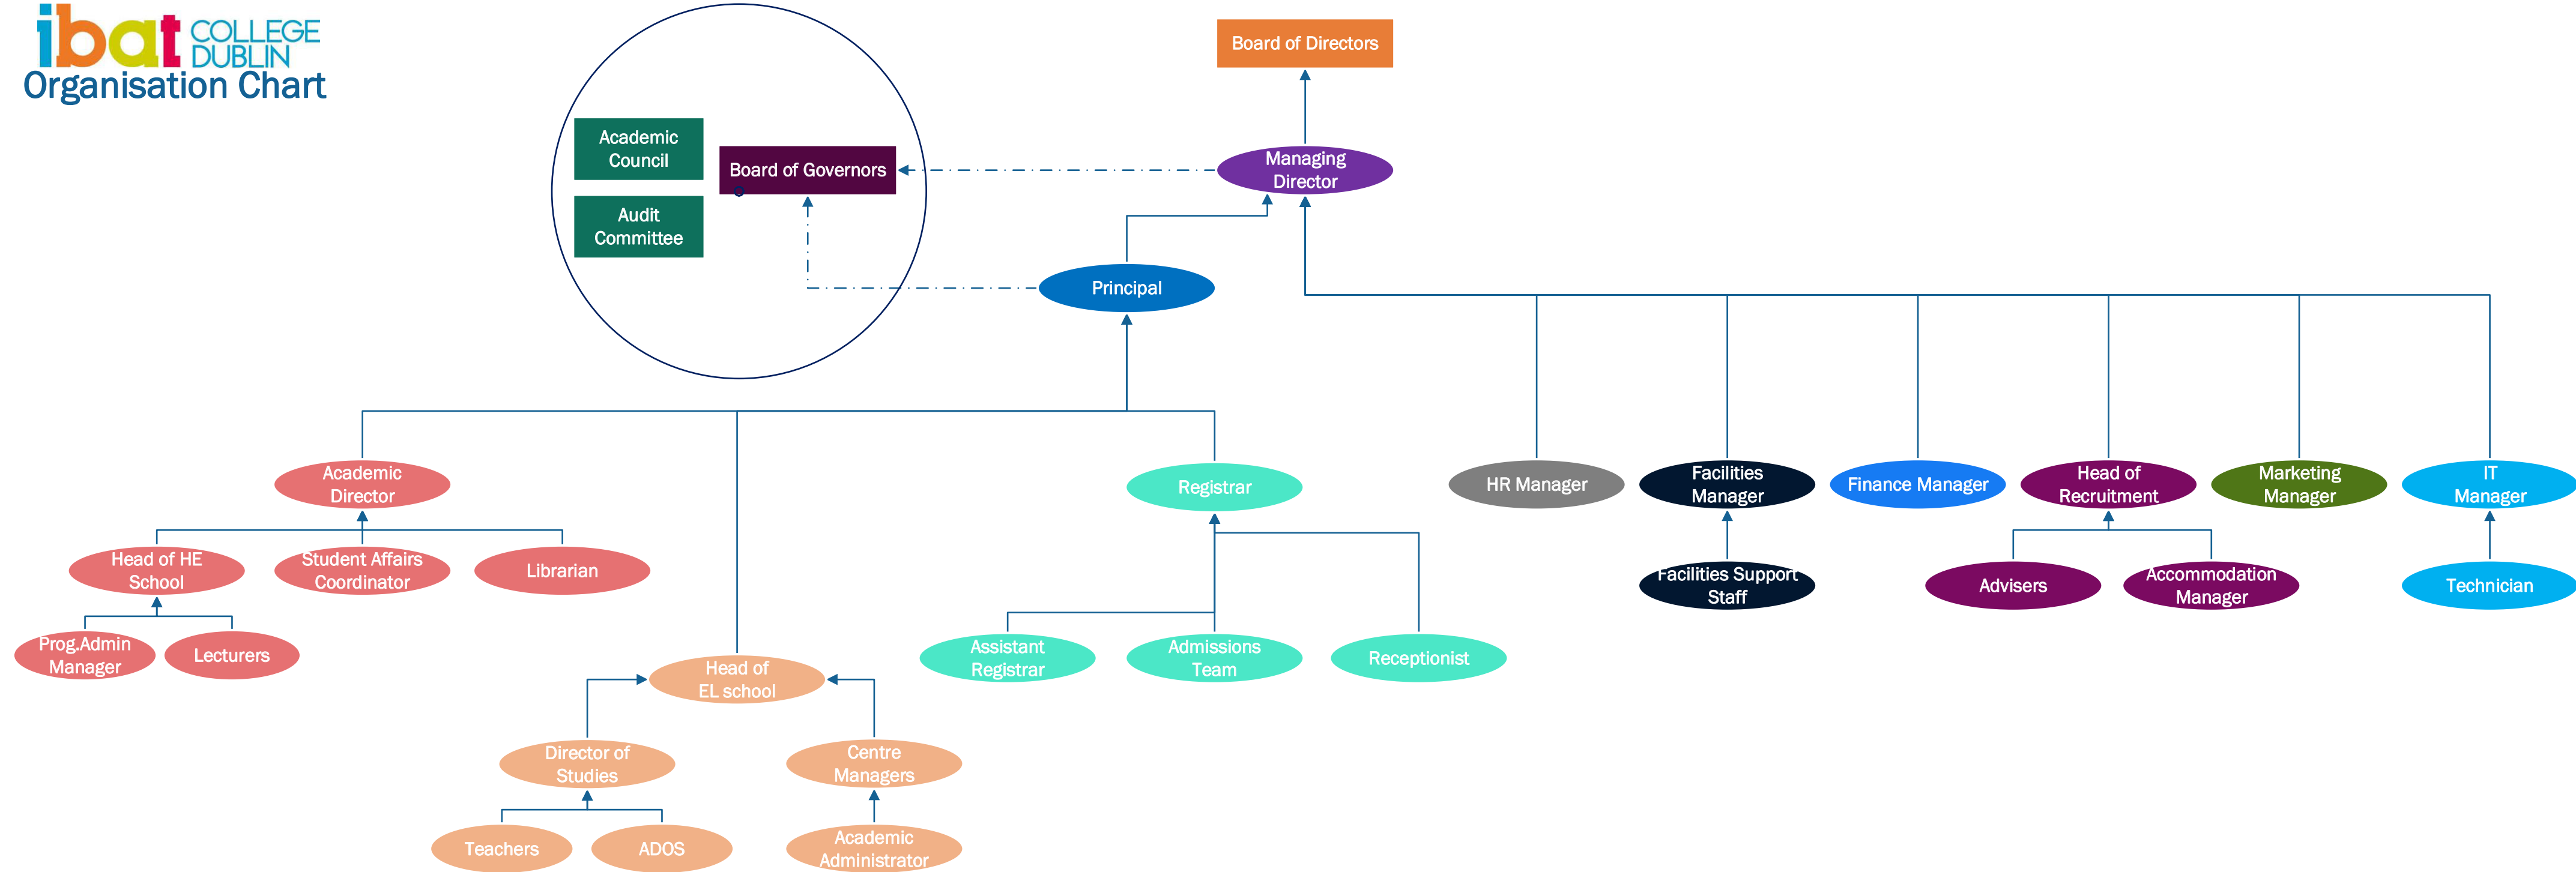 ibat COLLEGE
DUBLIN
Organisation Chart
Board of Directors
Academic
Council
Board of Governors
Managing
Director
Audit
Committee
Principal
Academic
Director
Registrar
HR Manager
Facilities
Manager
Finance Manager
Head of
Recruitment
Marketing
Manager
IT
Manager
Head of HE
School
Student Affairs
Coordinator
Librarian
Facilities Support
Staff
Advisers
Accommodation
Manager
Technician
Prog.Admin
Manager
Lecturers
Head of
EL school
Assistant
Registrar
Admissions
Team
Receptionist
Director of
Studies
Centre
Managers
Teachers
ADOS
Academic
Administrator